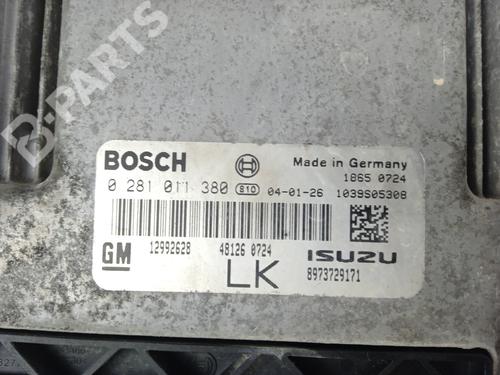 B-PARTS
BOSCH
Made in Germany
1865 0724
0 281 011 380 S10 04-01-26 1039S05308
GM 12992628 48126 0724 ISUZU
LK 8973729171